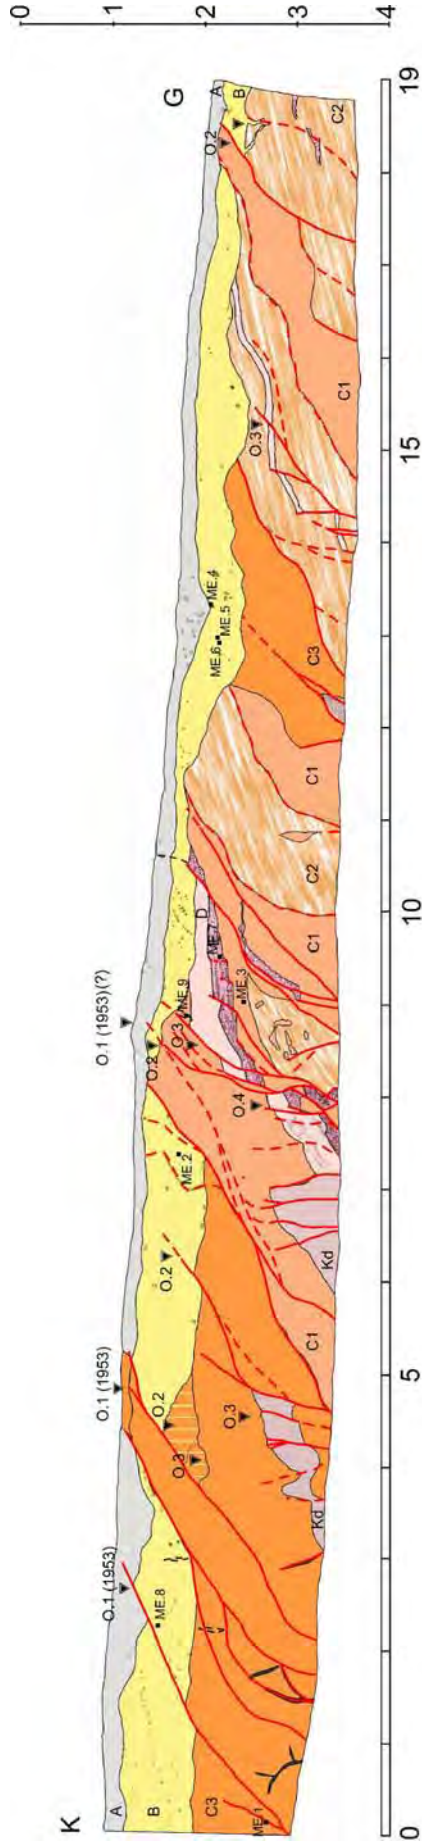 K
G
0
1
2
3
4
A
B
C3
ME.1
ME.8
O.1 (1953)
Kd
O.3
O.2
O.3
O.1 (1953)
C1
O.2
ME.2
Kd
O.4
O.2
O.3
ME.9
O.1 (1953)(?)
ME.3
ME.7
D
C1
C2
C1
C3
ME.6
ME.5
ME.4
O.3
C1
O.2
A
B
C2
0
5
10
15
19